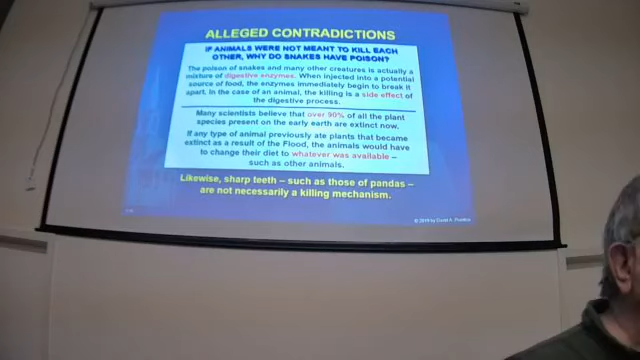 ALLEGED CONTRADICTIONS
IF ANIMALS WERE NOT MEANT TO KILL EACH
OTHER, WHY DO SNAKES HAVE POISON?
The poison of snakes and many other creatures is actually a
mixture of digestive enzymes. When injected into a potential
source of food, the enzymes immediately begin to break it
apart. In the case of an animal, the killing is a side effect of
the digestive process.
Many scientists believe that over 90% of all the plant
species present on the early earth are extinct now.
If any type of animal previously ate plants that became
extinct as a result of the Flood, the animals would have
to change their diet to whatever was available –
such as other animals.
Likewise, sharp teeth – such as those of pandas –
are not necessarily a killing mechanism.
by David A.